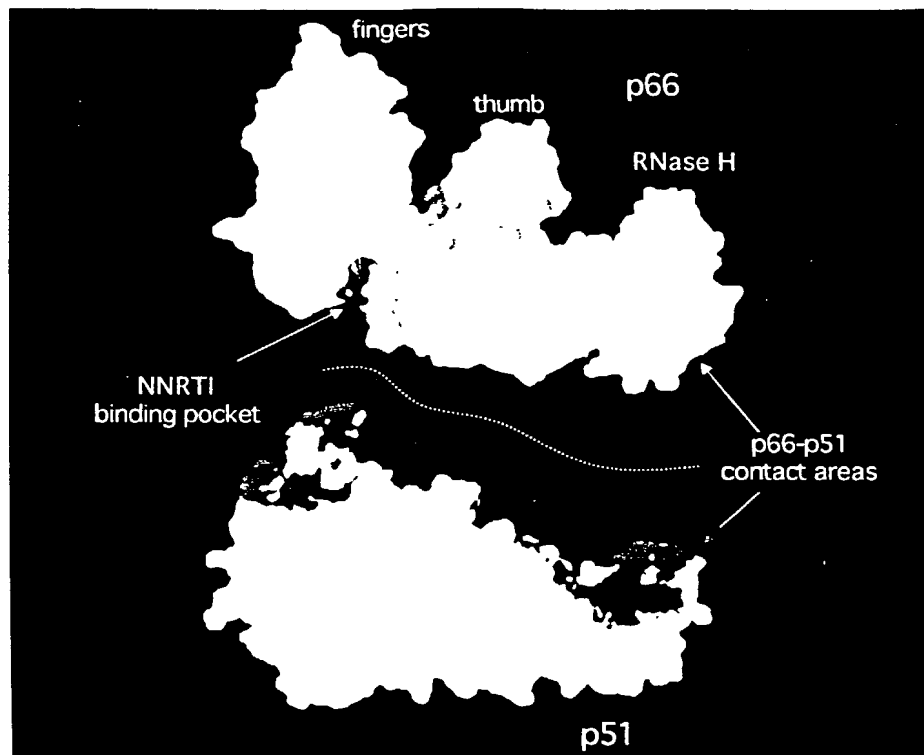 fingers
p66
thumb
RNase H
NNRTI
binding pocket
p66-p51
contact areas
p51